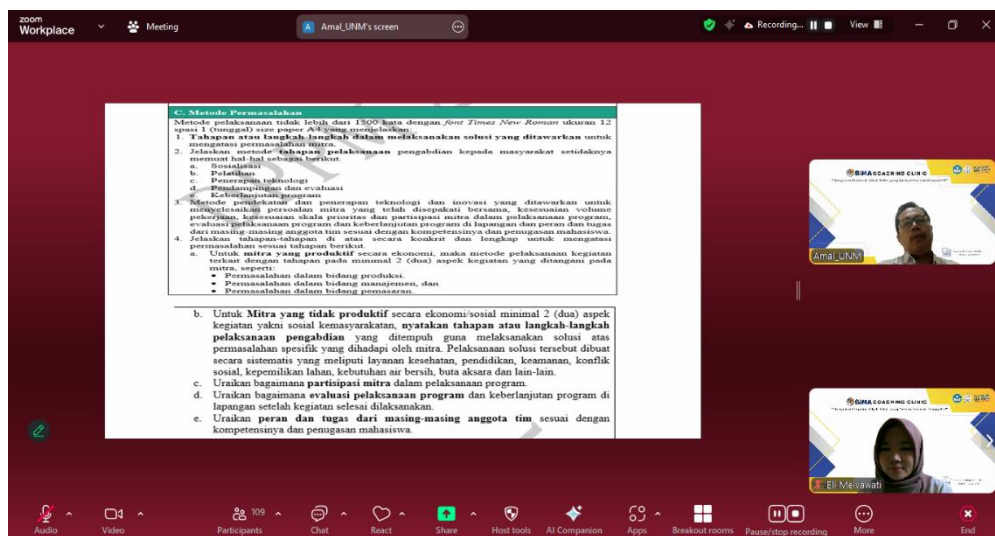 zoom
Workplace
Meeting
A Amal_UNM's screen
Recording...
View
C. Metode Permasalahan
Metode pelaksanaan tidak lebih dari 1500 kata dengan font Times New Roman ukuran 12
spasi 1 (tunggal) size paper A4 yang menjelaskan:
1. Tahapan atau langkah langkah dalam melaksanakan solusi yang ditawarkan untuk
mengatasi permasalahan mitra.
2. Jelaskan metode tahapan pelaksanaan pengabdian kepada masyarakat setidaknya
memuat hal-hal sebagai berikut.
a. Sosialisasi
b. Pelatihan
c. Penerapan teknologi
d. Pendampingan dan evaluasi
e. Keberlanjutan program
3. Metode pendekatan dan penerapan teknologi dan inovasi yang ditawarkan untuk
menyelesaikan persoalan mitra yang telah disepakati bersama, kesesuaian volume
pekerjaan, kesesuaian skala prioritas dan partisipasi mitra dalam pelaksanaan program,
evaluasi pelaksanaan program dan keberlanjutan program di lapangan dan peran dan tugas
dari masing-masing anggota tim sesuai dengan kompetensinya dan penugasan mahasiswa.
4. Jelaskan tahapan-tahapan di atas secara konkrit dan lengkap untuk mengatasi
permasalahan sesuai tahapan berikut.
a. Untuk mitra yang produktif secara ekonomi, maka metode pelaksanaan kegiatan
terkait dengan tahapan pada minimal 2 (dua) aspek kegiatan yang ditangani pada
mitra, seperti:
• Permasalahan dalam bidang produksi.
• Permasalahan dalam bidang manajemen, dan
• Permasalahan dalam bidang pemasaran.
b. Untuk Mitra yang tidak produktif secara ekonomi/sosial minimal 2 (dua) aspek
kegiatan yakni sosial kemasyarakatan, nyatakan tahapan atau langkah-langkah
pelaksanaan pengabdian yang ditempuh guna melaksanakan solusi atas
permasalahan spesifik yang dihadapi oleh mitra. Pelaksanaan solusi tersebut dibuat
secara sistematis yang meliputi layanan kesehatan, pendidikan, keamanan, konflik
sosial, kepemilikan lahan, kebutuhan air bersih, buta aksara dan lain-lain.
c. Uraikan bagaimana partisipasi mitra dalam pelaksanaan program.
d. Uraikan bagaimana evaluasi pelaksanaan program dan keberlanjutan program di
lapangan setelah kegiatan selesai dilaksanakan.
e. Uraikan peran dan tugas dari masing-masing anggota tim sesuai dengan
kompetensinya dan penugasan mahasiswa.
BIMA COACHING CLINIC
Amal_UNM
BIMA COACHING CLINIC
Eli Meivawati
109
Audio
Video
Participants
Chat
React
Share
Host tools
AI Companion
Apps
Breakout rooms
Pause/stop recording
More
End